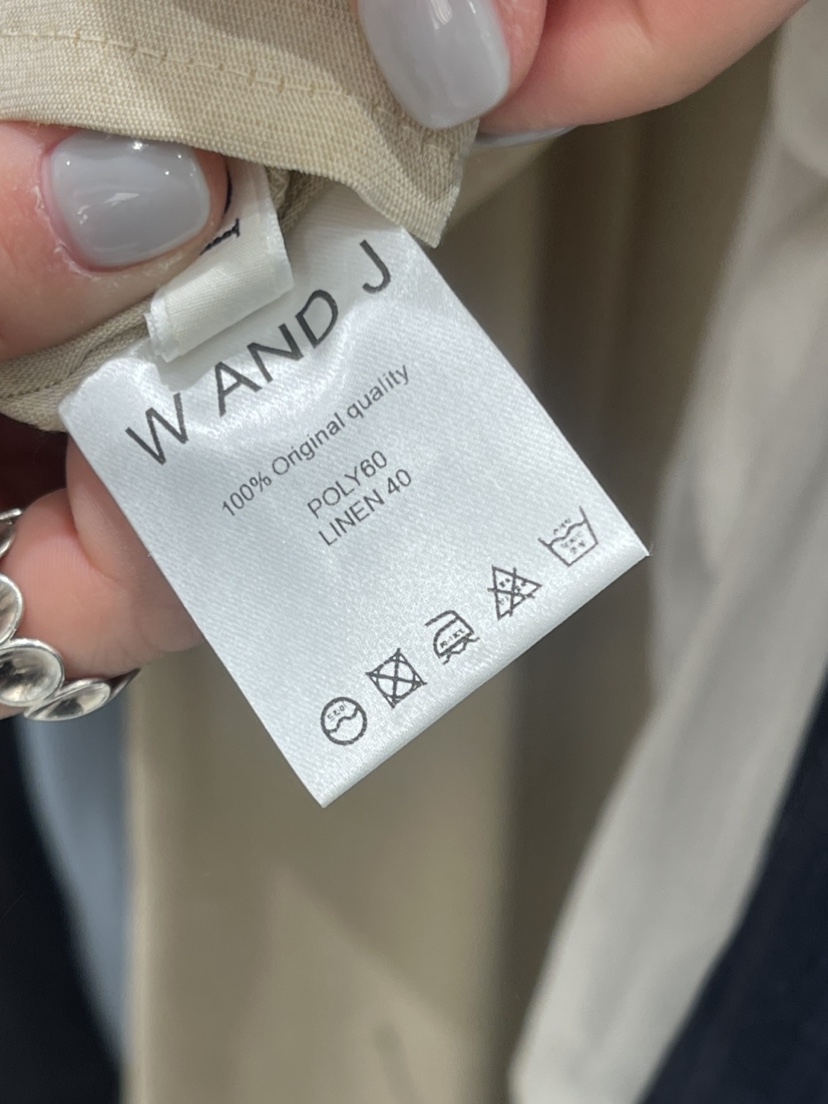 W AND J
100% Original quality
POLY60
LINEN 40